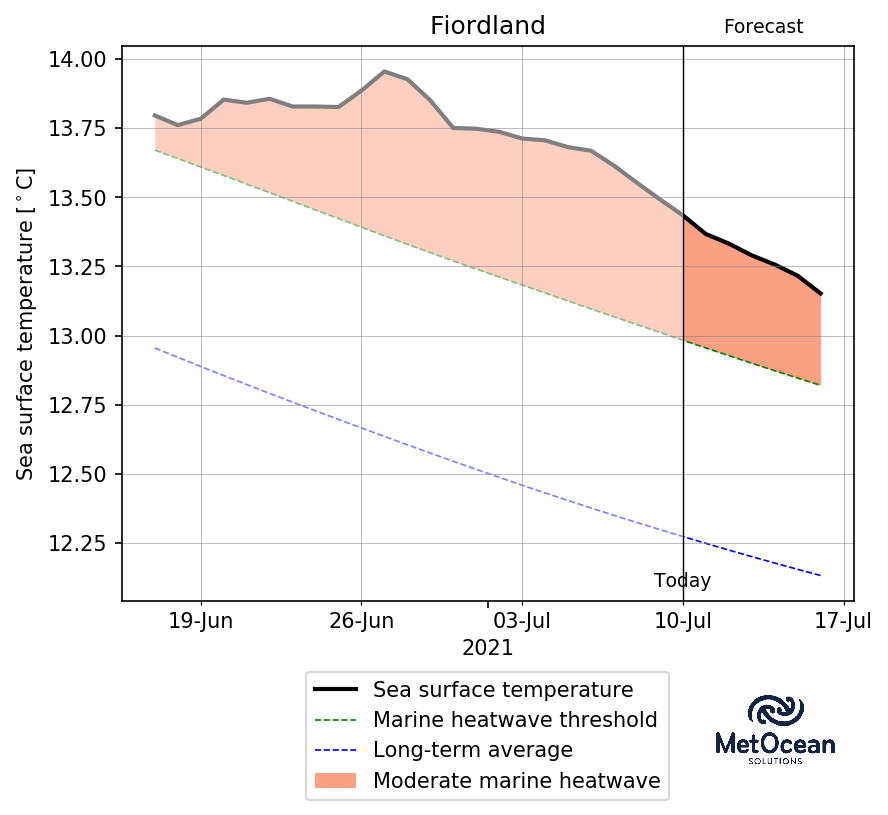 Fiordland
Forecast
Sea surface temperature [°C]
14.00
13.75
13.50
13.25
13.00
12.75
12.50
12.25
Today
19-Jun 26-Jun 03-Jul 10-Jul 17-Jul
2021
Sea surface temperature
Marine heatwave threshold
Long-term average
Moderate marine heatwave
MetOcean
SOLUTIONS